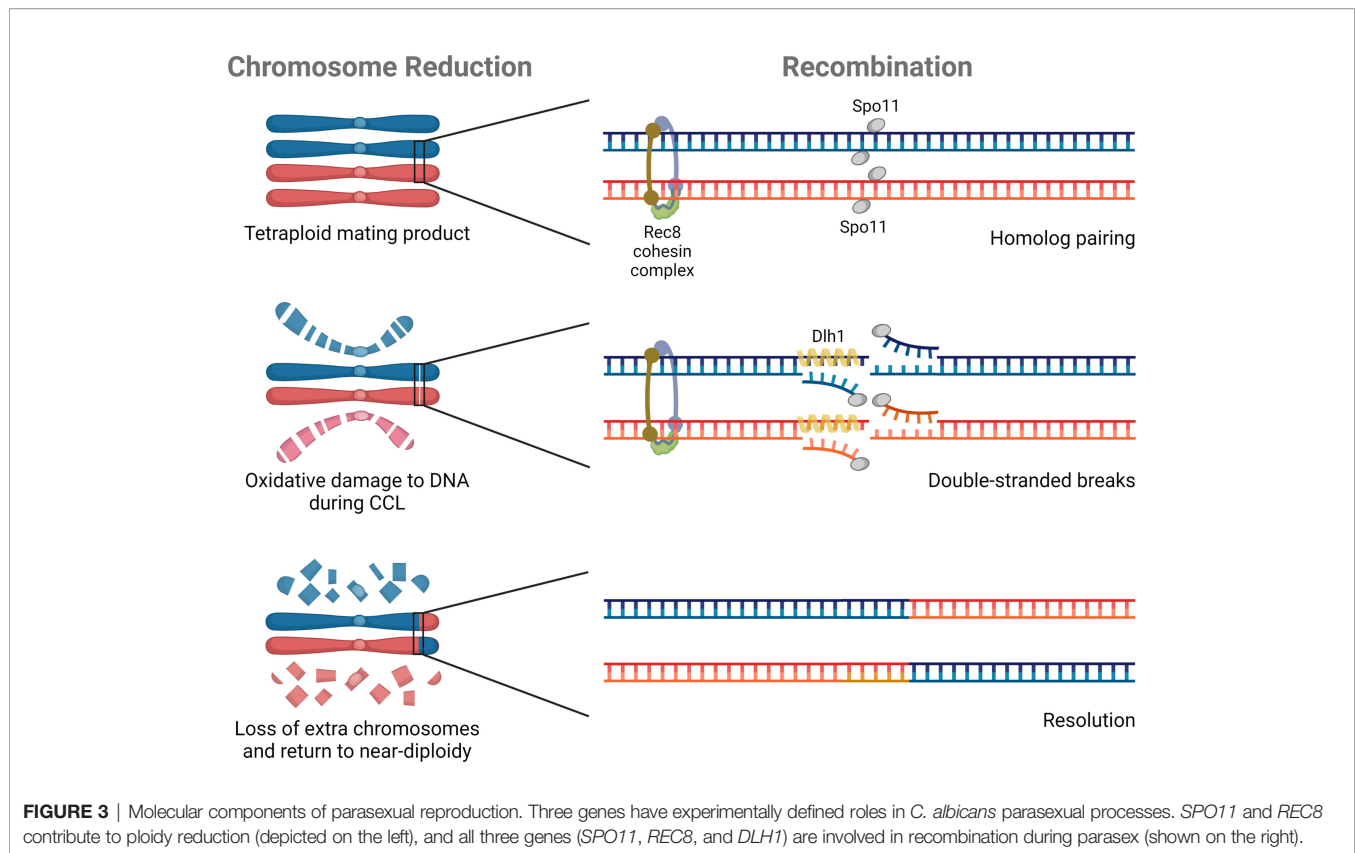 Chromosome Reduction
Recombination
Spo11
Spo11
Rec8
cohesin
complex
Tetraploid mating product
Homolog pairing
Dlh1
Oxidative damage to DNA
during CCL
Double-stranded breaks
Loss of extra chromosomes
and return to near-diploidy
Resolution
FIGURE 3 | Molecular components of parasexual reproduction. Three genes have experimentally defined roles in C. albicans parasexual processes. SPO11 and REC8
contribute to ploidy reduction (depicted on the left), and all three genes (SPO11, REC8, and DLH1) are involved in recombination during parasex (shown on the right).